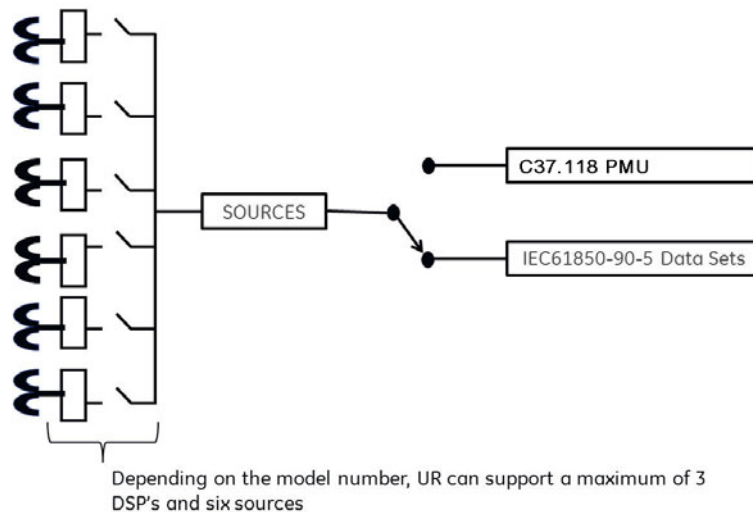 C37.118 PMU
SOURCES
IEC61850-90-5 Data Sets
Depending on the model number, UR can support a maximum of 3
DSP's and six sources